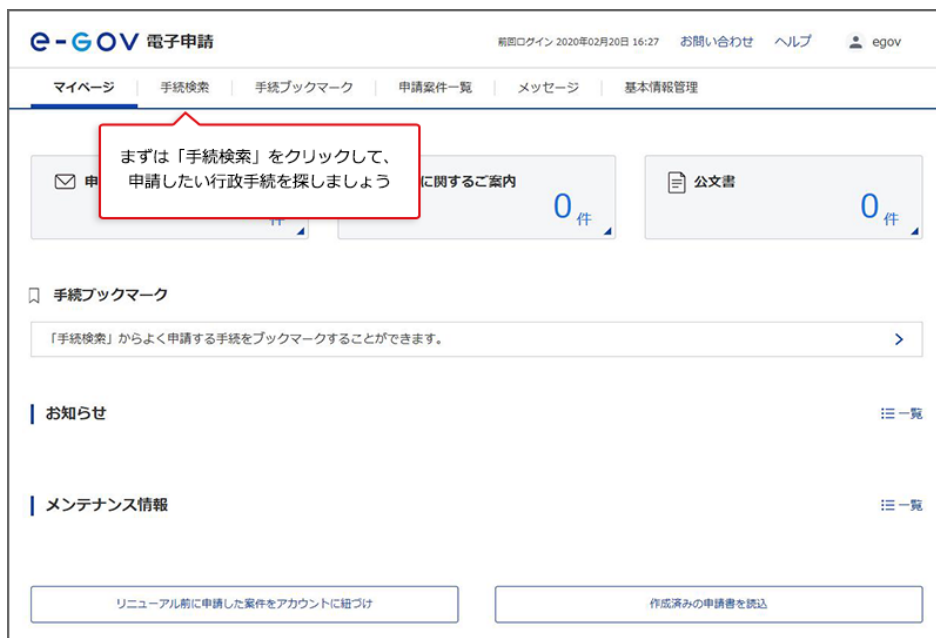 e-GOV 電子申請
前回ログイン 2020年02月20日 16:27 お問い合わせ ヘルプ egov
マイページ 手続検索 手続ブックマーク 申請案件一覧 メッセージ 基本情報管理
まずは「手続検索」をクリックして、
申請したい行政手続を探しましょう
申
に関するご案内
公文書
件
0 件
0 件
手続ブックマーク
「手続検索」からよく申請する手続をブックマークすることができます。
お知らせ 一覧
メンテナンス情報 一覧
リニューアル前に申請した案件をアカウントに紐づけ 作成済みの申請書を読込